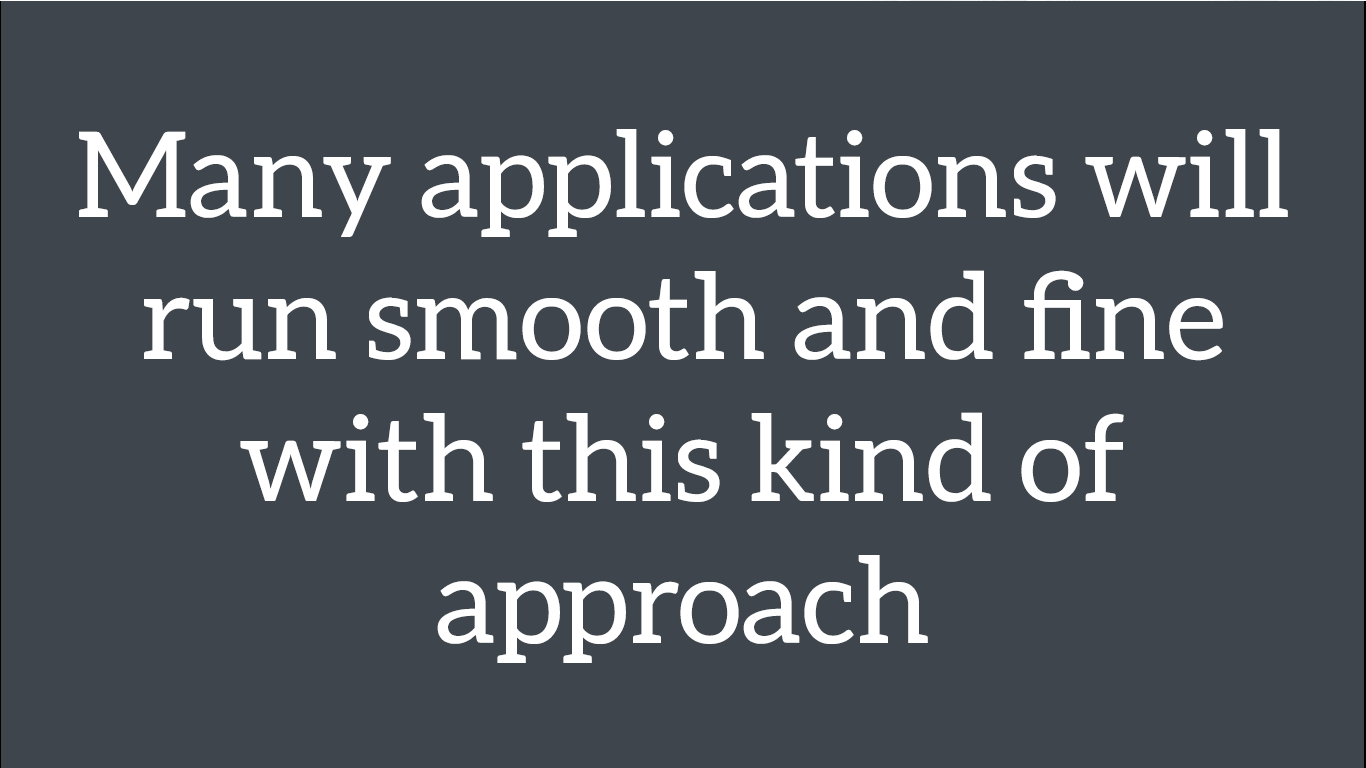 Many applications will
run smooth and fine
with this kind of
approach